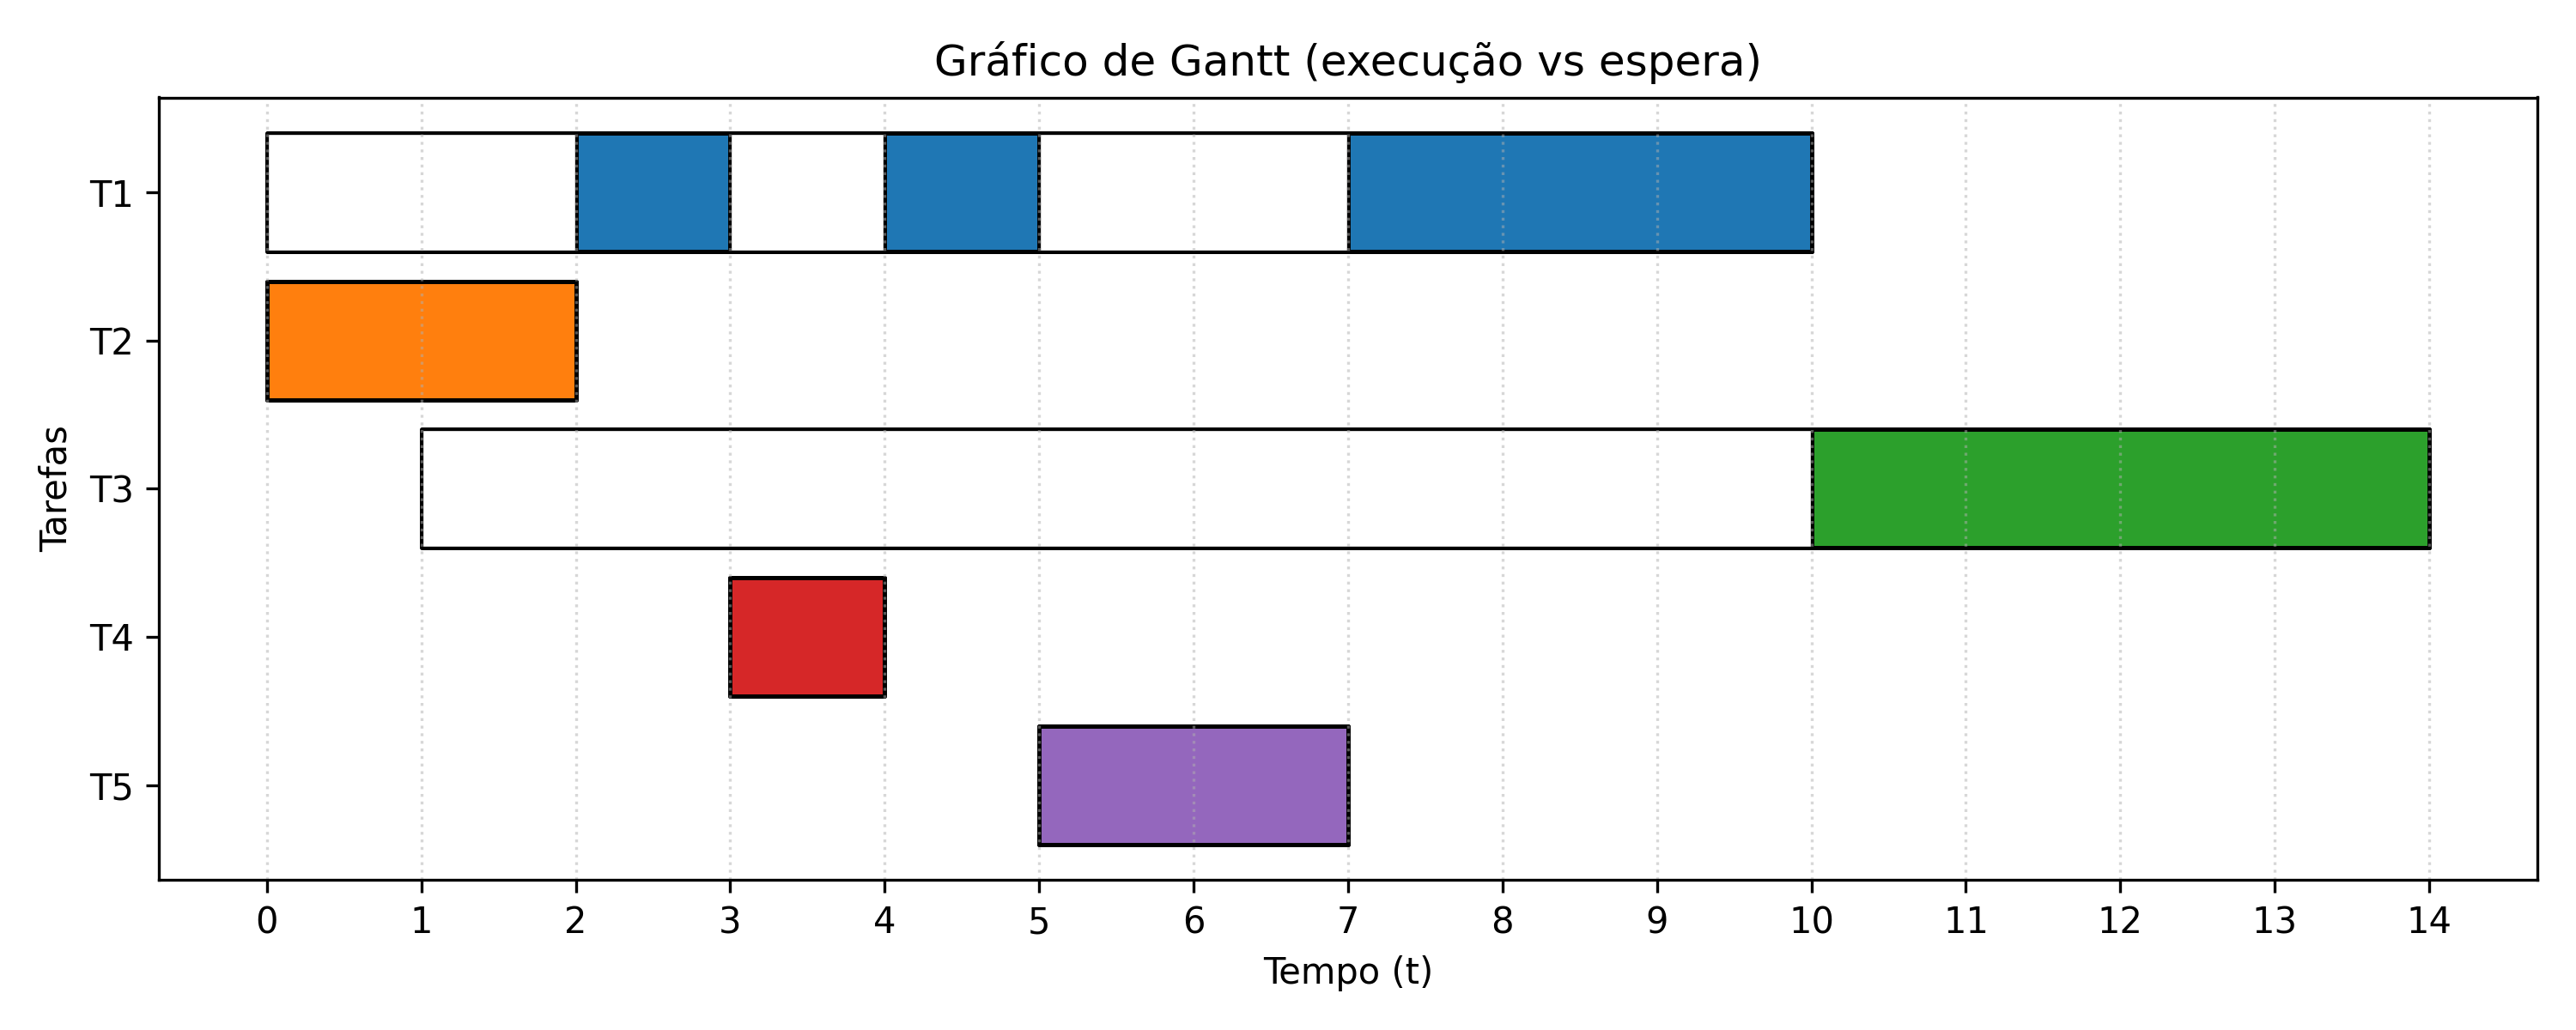 Gráfico de Gantt (execução vs espera)
Tarefas
T1
T2
T3
T4
T5
0 1 2 3 4 5 6 7 8 9 10 11 12 13 14
Tempo (t)